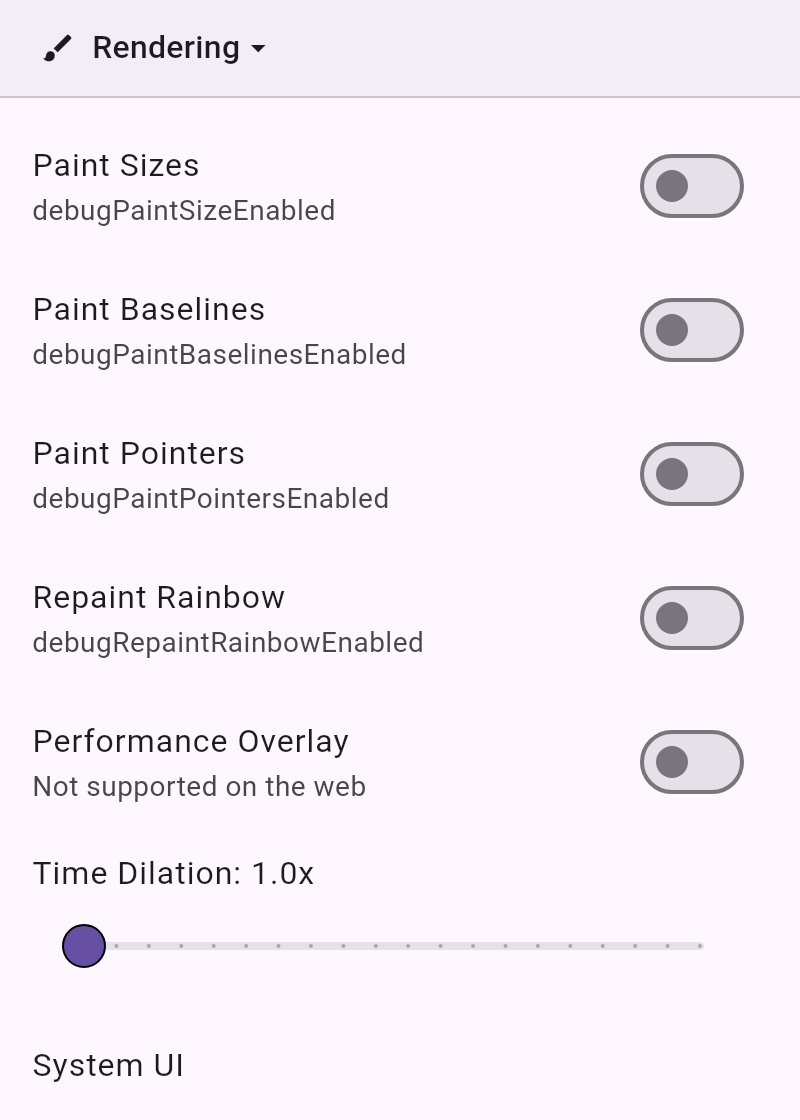 Rendering
Paint Sizes
debugPaintSizeEnabled
Paint Baselines
debugPaintBaselinesEnabled
Paint Pointers
debugPaintPointersEnabled
Repaint Rainbow
debugRepaintRainbowEnabled
Performance Overlay
Not supported on the web
Time Dilation: 1.0x
System UI